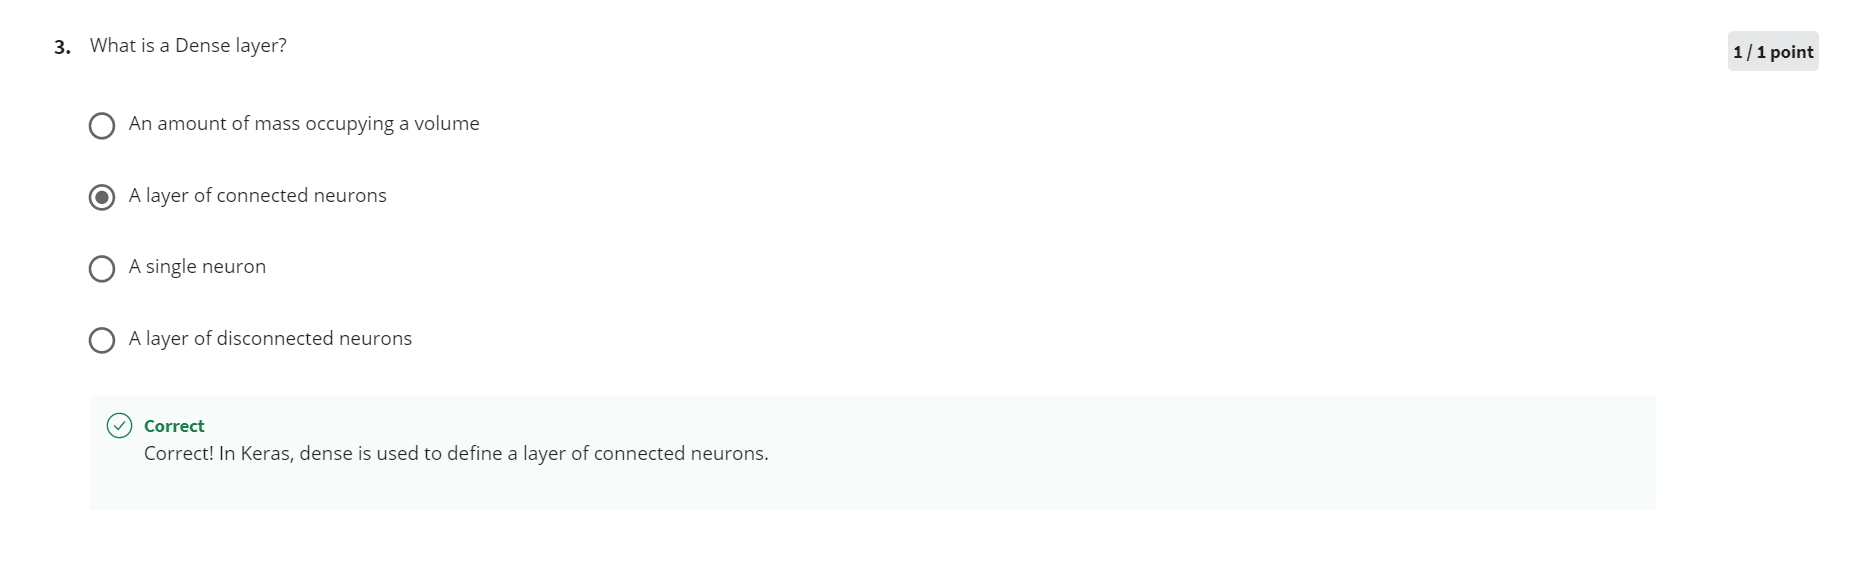 3. What is a Dense layer?
1 / 1 point
An amount of mass occupying a volume
A layer of connected neurons
A single neuron
A layer of disconnected neurons
Correct
Correct! In Keras, dense is used to define a layer of connected neurons.